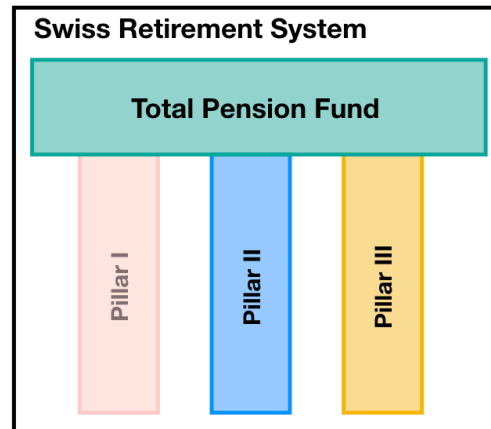 Swiss Retirement System
Total Pension Fund
Pillar I
Pillar II
Pillar III